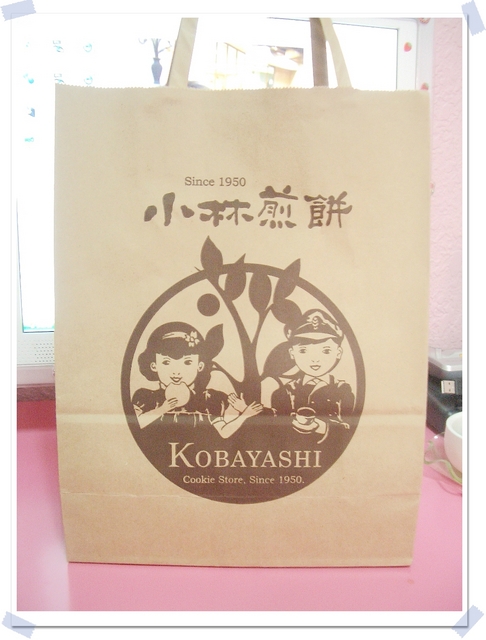 Since 1950
小林煎餅
KOBAYASHI
Cookie Store, Since 1950.